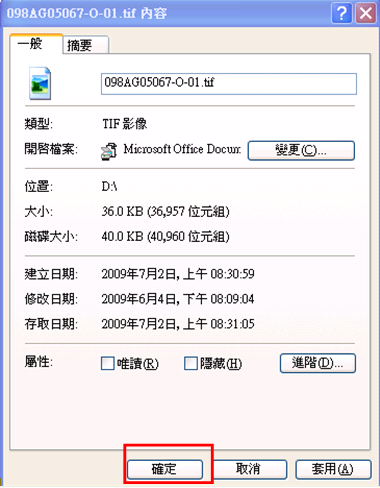 098AG05067-O-01.tif 內容
一般
摘要
098AG05067-O-01.tif
類型: TIF 影像
開啟檔案: Microsoft Office Docum 變更(C)...
位置: D:\
大小: 36.0 KB (36,957 位元組)
磁碟大小: 40.0 KB (40,960 位元組)
建立日期: 2009年7月2日, 上午 08:30:59
修改日期: 2009年6月4日, 下午 08:09:04
存取日期: 2009年7月2日, 上午 08:31:05
屬性: 唯讀(R) 隱藏(H) 進階(D)...
確定 取消 套用(A)